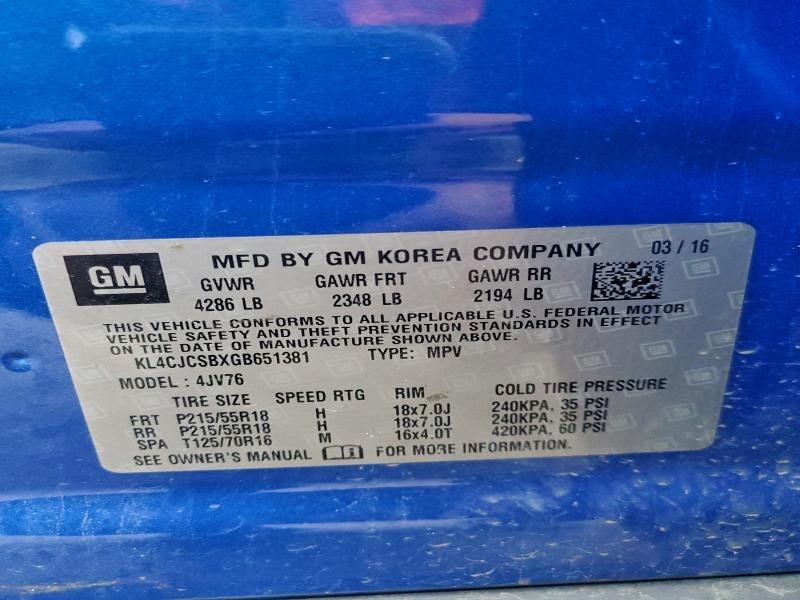 GM
MFD BY GM KOREA COMPANY 03 / 16
GVWR GAWR FRT GAWR RR
4286 LB 2348 LB 2194 LB
THIS VEHICLE CONFORMS TO ALL APPLICABLE U.S. FEDERAL MOTOR
VEHICLE SAFETY AND THEFT PREVENTION STANDARDS IN EFFECT
ON THE DATE OF MANUFACTURE SHOWN ABOVE.
KL4CJCSBXGB651381 TYPE: MPV
MODEL : 4JV76
TIRE SIZE SPEED RTG RIM COLD TIRE PRESSURE
FRT P215/55R18 H 18x7.0J 240KPA, 35 PSI
RR P215/55R18 H 18x7.0J 240KPA, 35 PSI
SPA T125/70R16 M 16x4.0T 420KPA, 60 PSI
SEE OWNER'S MANUAL FOR MORE INFORMATION.